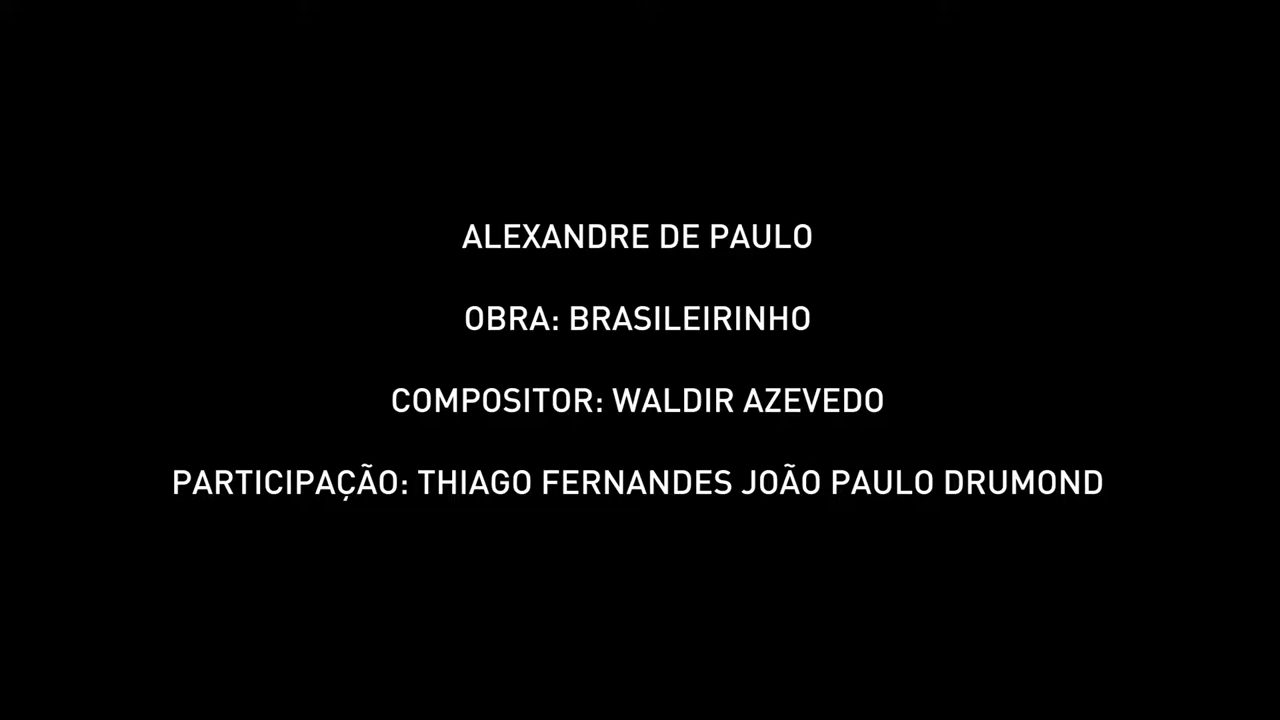 ALEXANDRE DE PAULO
OBRA: BRASILEIRINHO
COMPOSITOR: WALDIR AZEVEDO
PARTICIPAÇÃO: THIAGO FERNANDES JOÃO PAULO DRUMOND